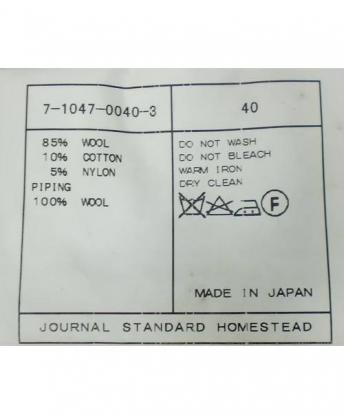 7-1047-0040-3
40
85% WOOL
10% COTTON
5% NYLON
PIPING
100% WOOL
DO NOT WASH
DO NOT BLEACH
WARM IRON
DRY CLEAN
F
MADE IN JAPAN
JOURNAL STANDARD HOMESTEAD